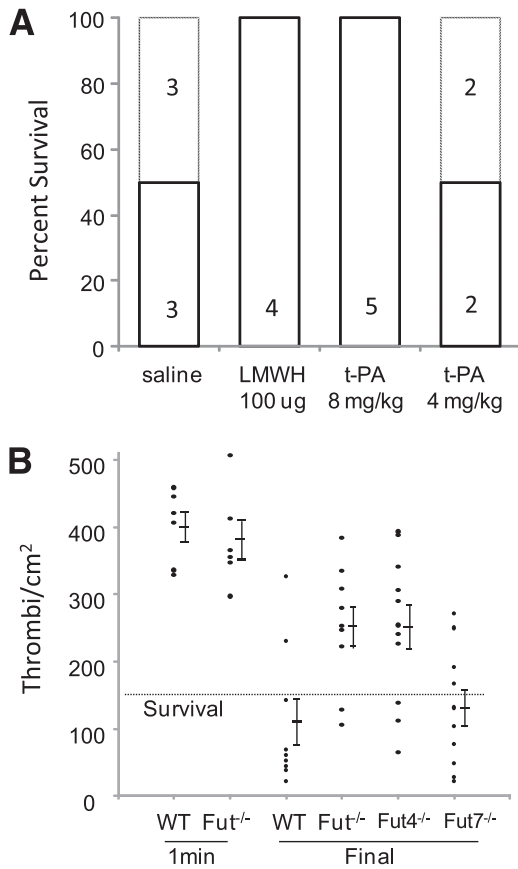 A
Percent Survival
100
80
60
40
20
0
3
3
4
5
2
2
saline
LMWH
100 ug
t-PA
8 mg/kg
t-PA
4 mg/kg
B
Thrombi/cm²
500
400
300
200
100
0
Survival
WT Fut-/- WT Fut-/- Fut4-/- Fut7-/-
1min Final